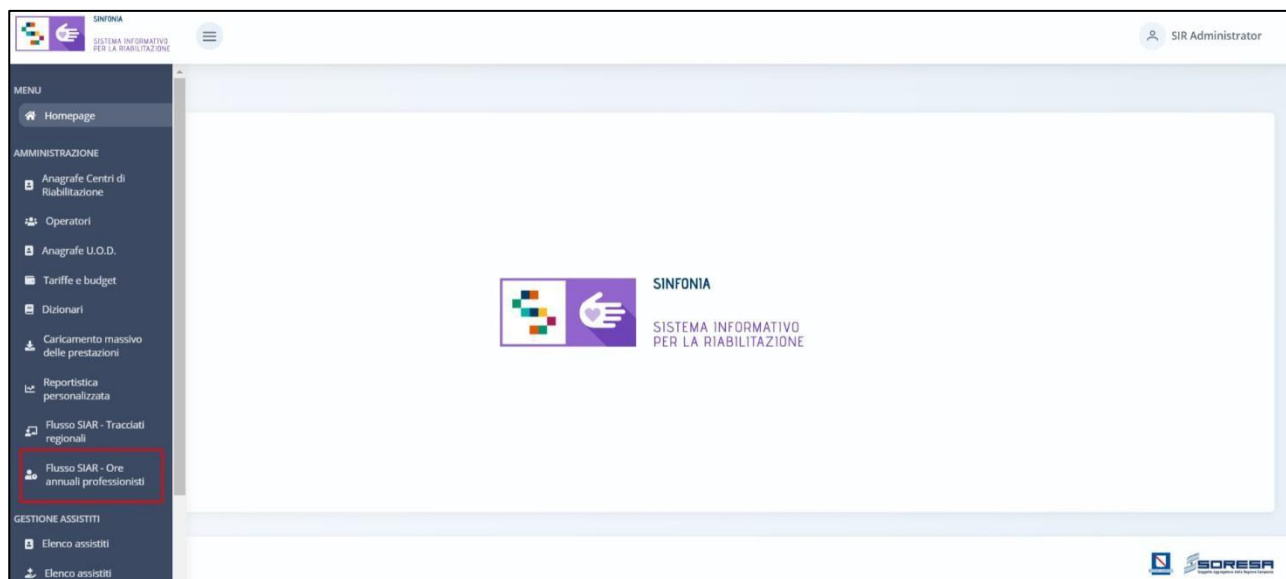 SINFONIA
SISTEMA INFORMATIVO
PER LA RIABILITAZIONE
SIR Administrator
MENU
Homepage
AMMINISTRAZIONE
Anagrafe Centri di
Riabilitazione
Operatori
Anagrafe U.O.D.
Tariffe e budget
Dizionari
Caricamento massivo
delle prestazioni
Reportistica
personalizzata
Flusso SIAR - Tracciati
regionali
Flusso SIAR - Ore
annuali professionisti
GESTIONE ASSISTITI
Elenco assistiti
Elenco assistiti
SINFONIA
SISTEMA INFORMATIVO
PER LA RIABILITAZIONE
SORESA